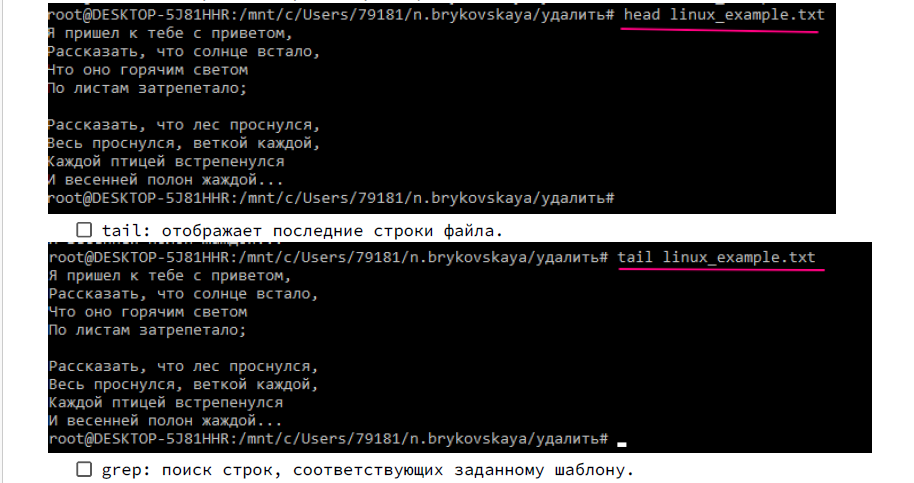 root@DESKTOP-5J81HHR:/mnt/c/Users/79181/n.brykovskaya/удалить# head linux_example.txt
Я пришел к тебе с приветом,
Рассказать, что солнце встало,
Что оно горячим светом
По листам затрепетало;
Рассказать, что лес проснулся,
Весь проснулся, веткой каждой,
Каждой птицей встрепенулся
И весенней полон жаждой...
root@DESKTOP-5J81HHR:/mnt/c/Users/79181/n.brykovskaya/удалить#
tail: отображает последние строки файла.
root@DESKTOP-5J81HHR:/mnt/c/Users/79181/n.brykovskaya/удалить# tail linux_example.txt
Я пришел к тебе с приветом,
Рассказать, что солнце встало,
Что оно горячим светом
По листам затрепетало;
Рассказать, что лес проснулся,
Весь проснулся, веткой каждой,
Каждой птицей встрепенулся
И весенней полон жаждой...
root@DESKTOP-5J81HHR:/mnt/c/Users/79181/n.brykovskaya/удалить#
grep: поиск строк, соответствующих заданному шаблону.